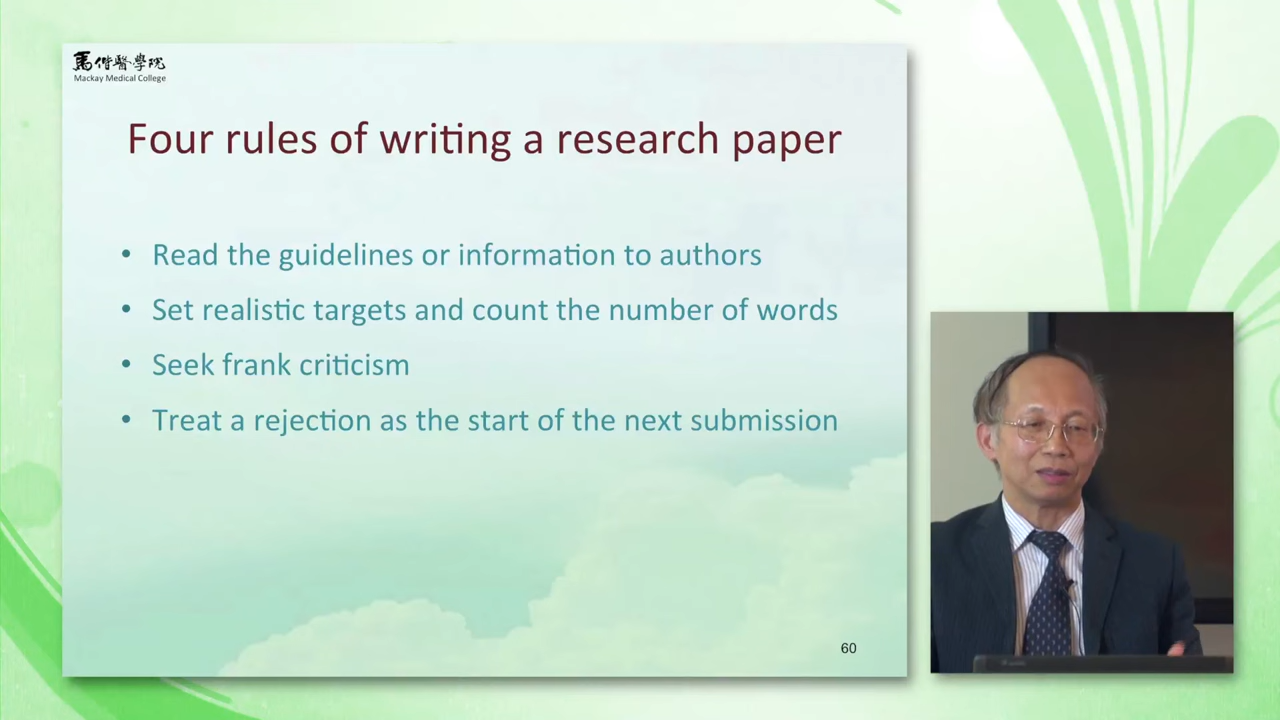 馬偕醫學院
Mackay Medical College
Four rules of writing a research paper
• Read the guidelines or information to authors
• Set realistic targets and count the number of words
• Seek frank criticism
• Treat a rejection as the start of the next submission
60